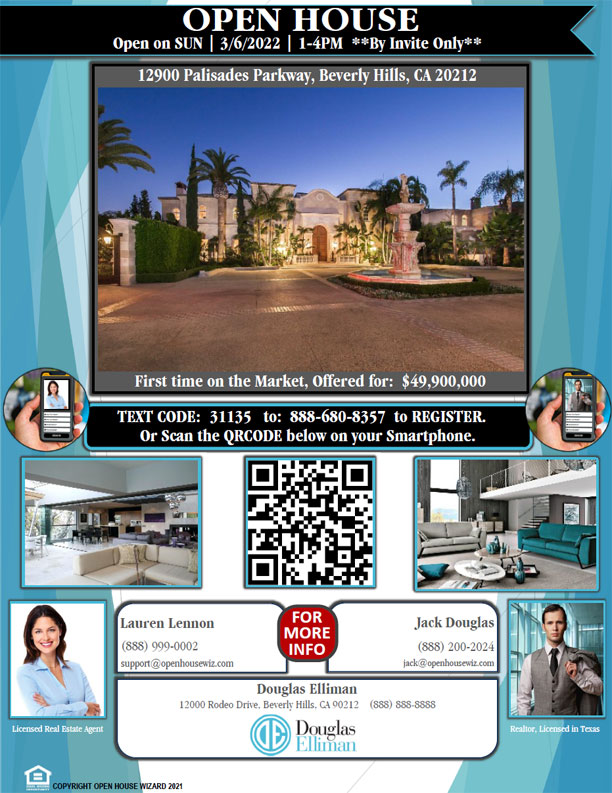 OPEN HOUSE
Open on SUN | 3/6/2022 | 1-4PM **By Invite Only**
12900 Palisades Parkway, Beverly Hills, CA 20212
First time on the Market, Offered for: $49,900,000
TEXT CODE: 31135 to: 888-680-8357 to REGISTER.
Or Scan the QRCODE below on your Smartphone.
Lauren Lennon
(888) 999-0002
support@openhousewiz.com
FOR
MORE
INFO
Jack Douglas
(888) 200-2024
jack@openhousewiz.com
Licensed Real Estate Agent
Realtor, Licensed in Texas
Douglas Elliman
12000 Rodeo Drive, Beverly Hills, CA 90212 (888) 888-8888
DE
Douglas
Elliman
COPYRIGHT OPEN HOUSE WIZARD 2021